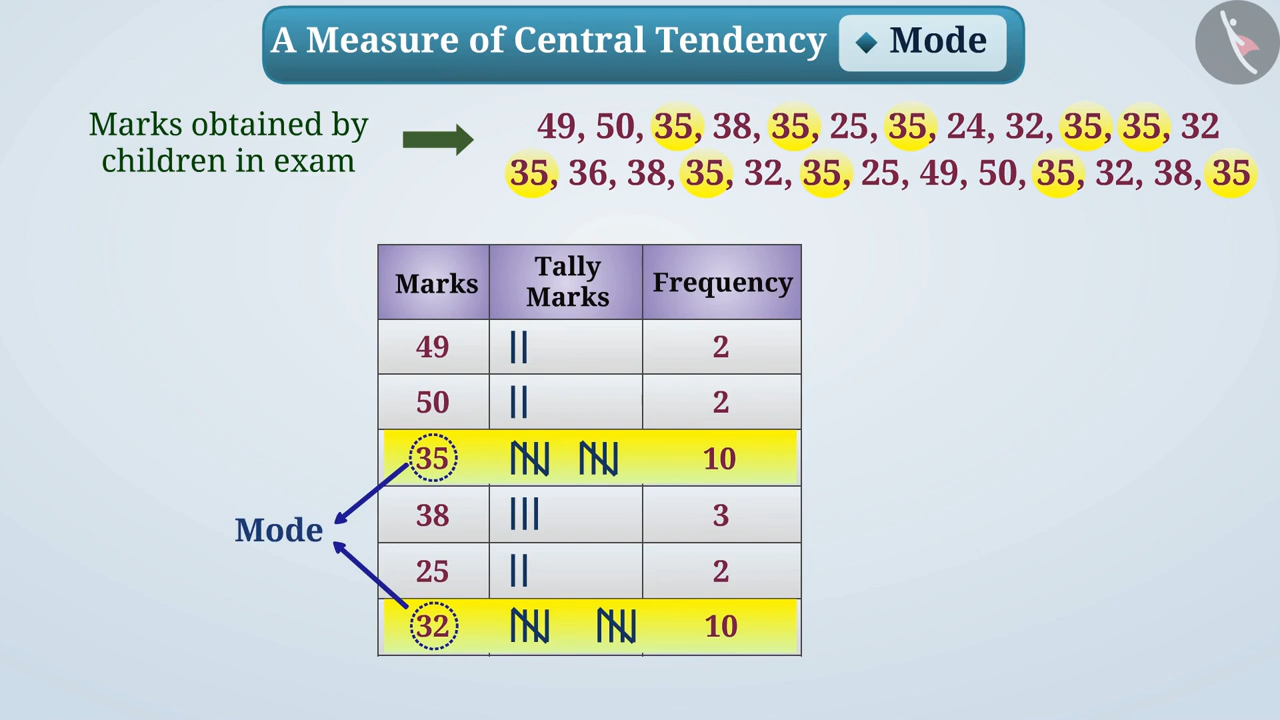 A Measure of Central Tendency ◆ Mode
Marks obtained by
children in exam
49, 50, 35, 38, 35, 25, 35, 24, 32, 35, 35, 32
35, 36, 38, 35, 32, 35, 25, 49, 50, 35, 32, 38, 35
Marks Tally Marks Frequency
49 || 2
50 || 2
35 10
38 ||| 3
25 || 2
32 10
Mode